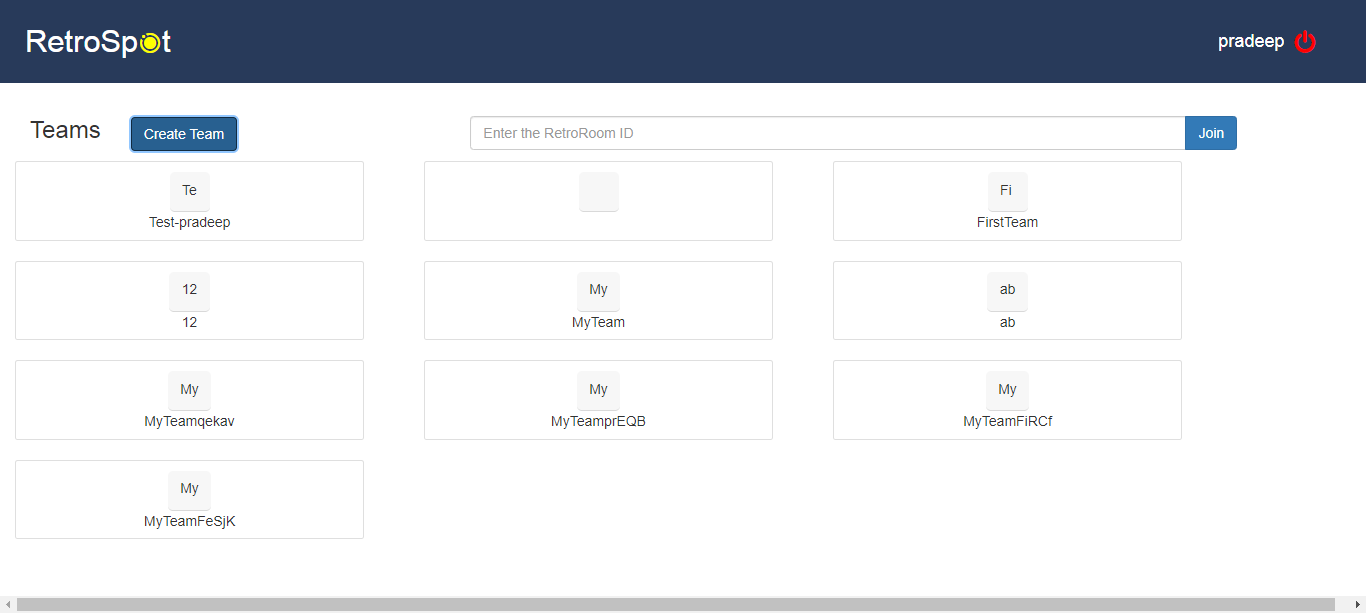 RetroSpot
pradeep
Teams
Create Team
Enter the RetroRoom ID
Join
Te
Test-pradeep
Fi
FirstTeam
12
12
My
MyTeam
ab
ab
My
MyTeamqekav
My
MyTeamprEQB
My
MyTeamFiRCf
My
MyTeamFeSjK